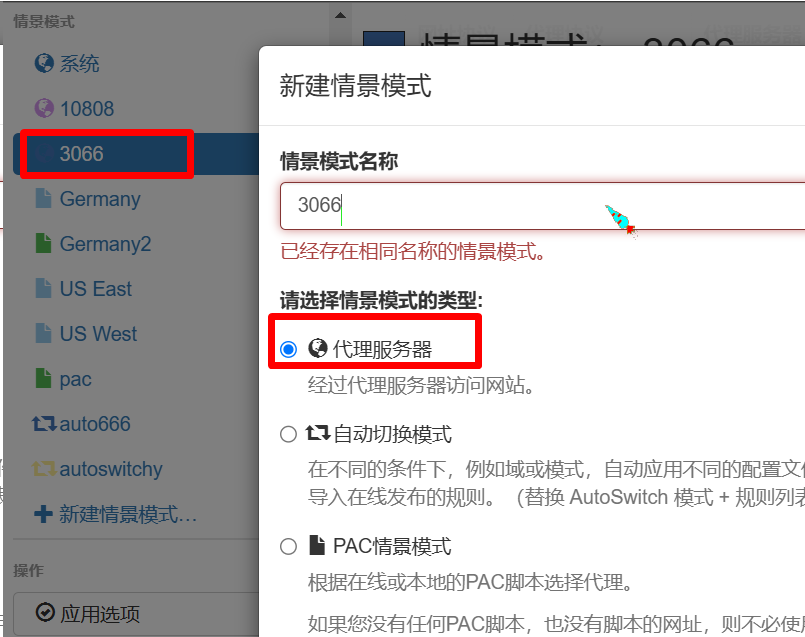 情景模式
系统
10808
3066
Germany
Germany2
US East
US West
pac
auto666
autoswitchy
新建情景模式…
操作
应用选项
情景模式： 3066
新建情景模式
情景模式名称
3066
已经存在相同名称的情景模式。
请选择情景模式的类型:
代理服务器
经过代理服务器访问网站。
自动切换模式
在不同的条件下，例如域或模式，自动应用不同的配置文件
导入在线发布的规则。（替换 AutoSwitch 模式 + 规则列表
PAC情景模式
根据在线或本地的PAC脚本选择代理。
如果您没有任何PAC脚本，也没有脚本的网址，则不必使用